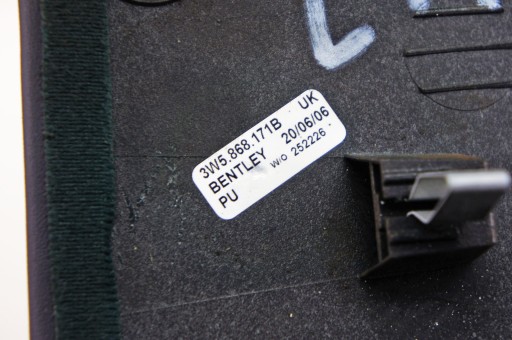 3W5.868.171B UK
BENTLEY 20/06/06
PU W/O 252226